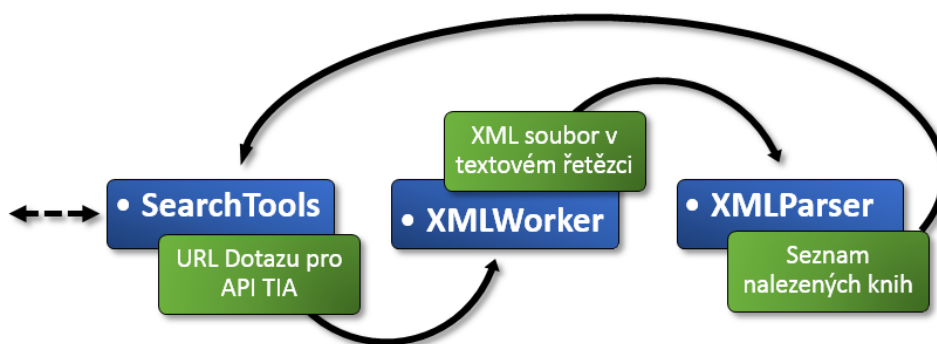 • SearchTools
URL Dotazu pro
API TIA
XML soubor v
textovém řetězci
• XMLWorker
• XMLParser
Seznam
nalezených knih